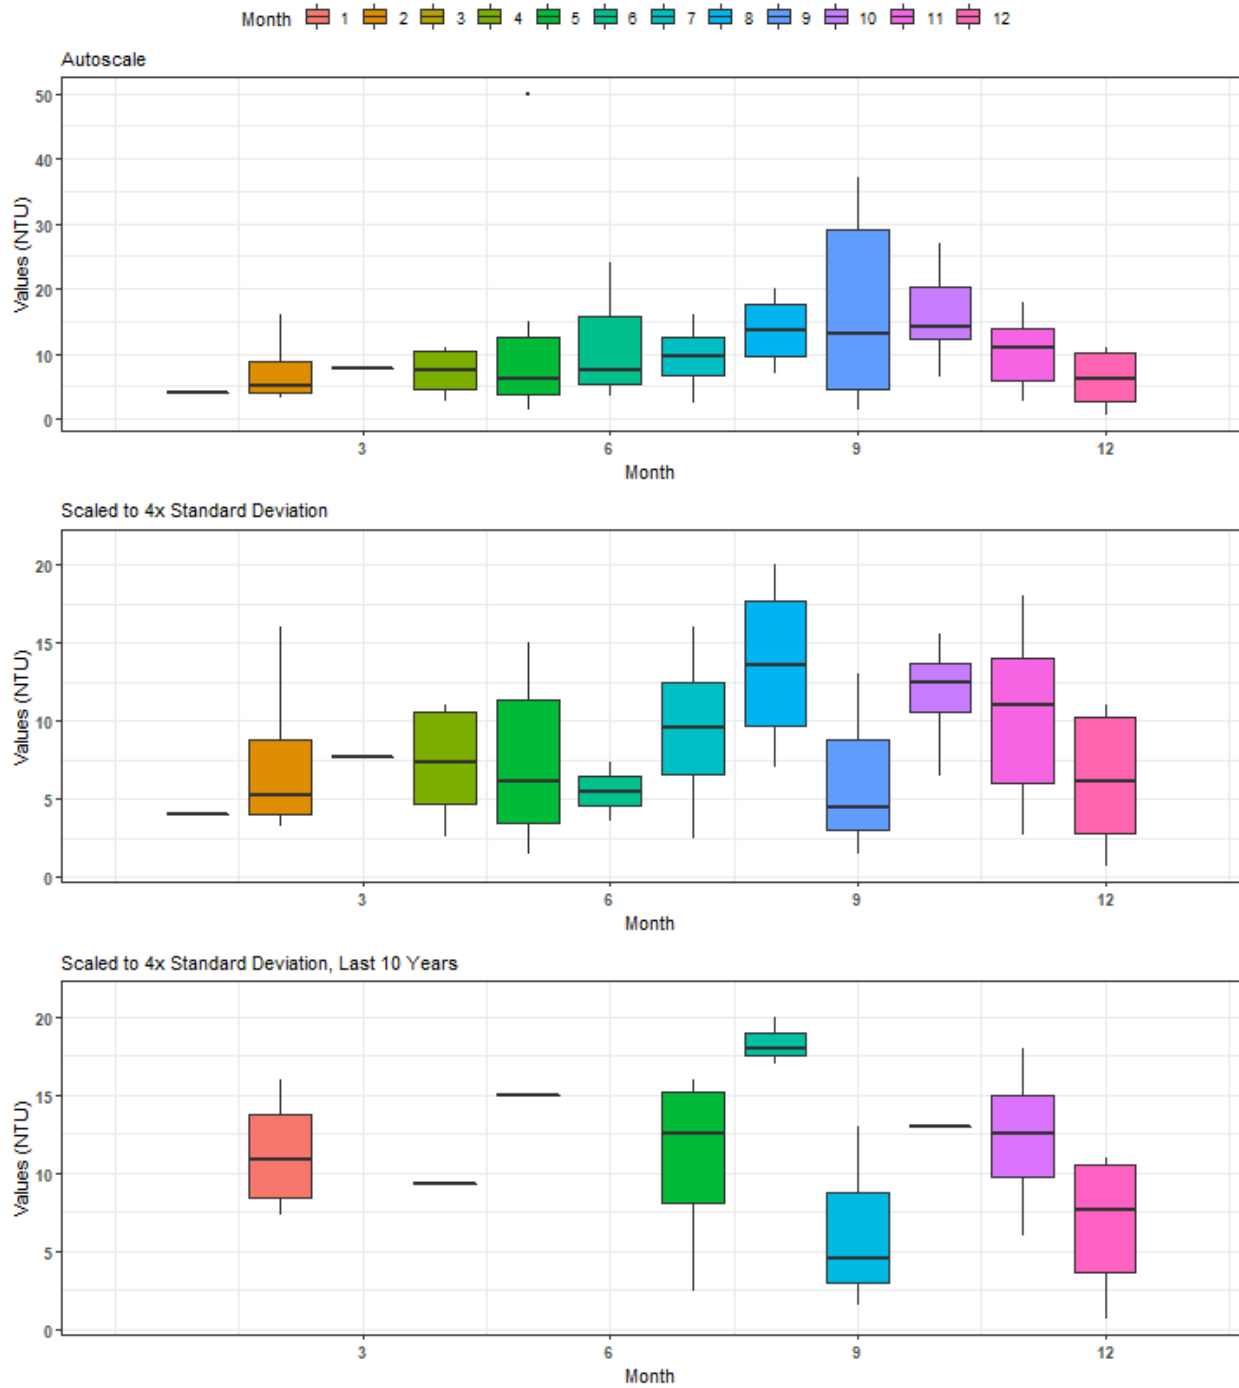 Month 1 2 3 4 5 6 7 8 9 10 11 12
Autoscale
50
40
30
20
10
0
Values (NTU)
3 6 9 12
Month
Scaled to 4x Standard Deviation
20
15
10
5
0
Values (NTU)
3 6 9 12
Month
Scaled to 4x Standard Deviation, Last 10 Years
20
15
10
5
0
Values (NTU)
3 6 9 12
Month